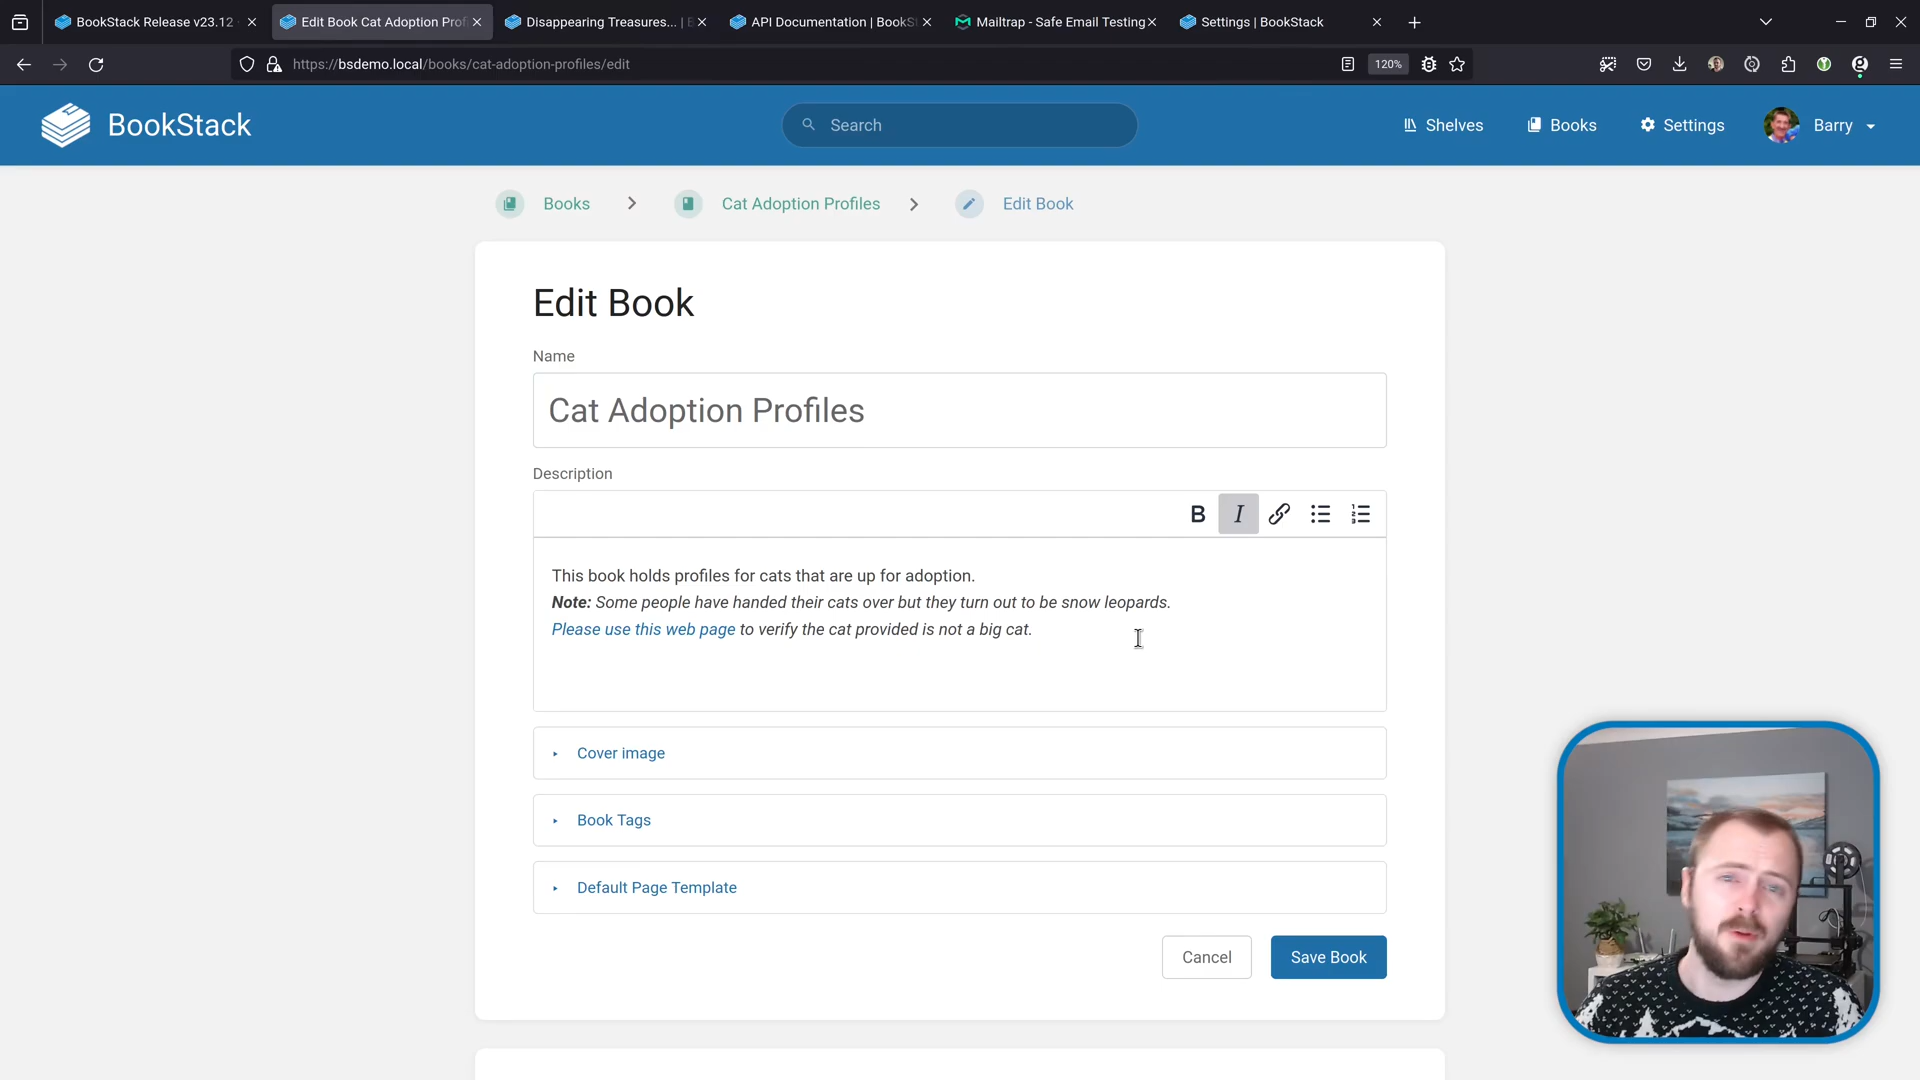 BookStack Release v23.12
Edit Book Cat Adoption Prof
Disappearing Treasures... | B
API Documentation | BookS
Mailtrap - Safe Email Testing
Settings | BookStack
https://bsdemo.local/books/cat-adoption-profiles/edit
120%
BookStack
Search
Shelves
Books
Settings
Barry
Books
Cat Adoption Profiles
Edit Book
Edit Book
Name
Cat Adoption Profiles
Description
B
I
This book holds profiles for cats that are up for adoption.
Note: Some people have handed their cats over but they turn out to be snow leopards.
Please use this web page to verify the cat provided is not a big cat.
Cover image
Book Tags
Default Page Template
Cancel
Save Book